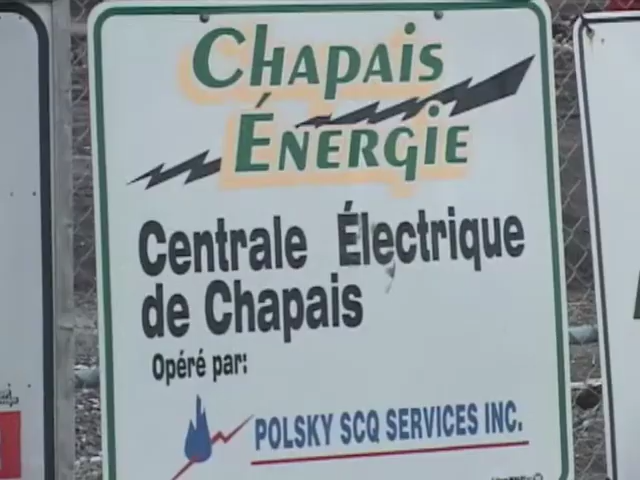 Chapais
Énergie
Centrale Électrique
de Chapais
Opéré par:
POLSKY SCQ SERVICES INC.